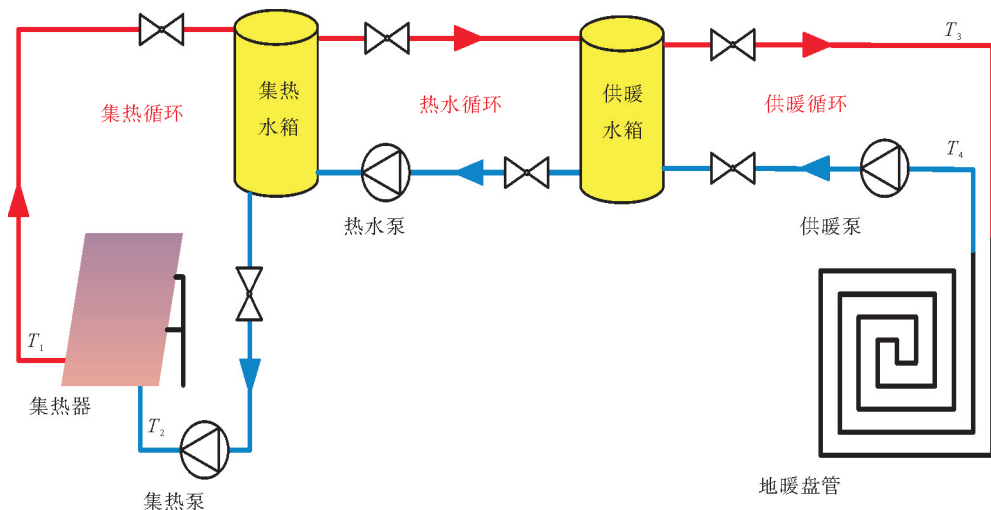 T₃
集热
水箱
供暖
水箱
集热循环
热水循环
供暖循环
T₄
热水泵
供暖泵
T₁
集热器
T₂
集热泵
地暖盘管